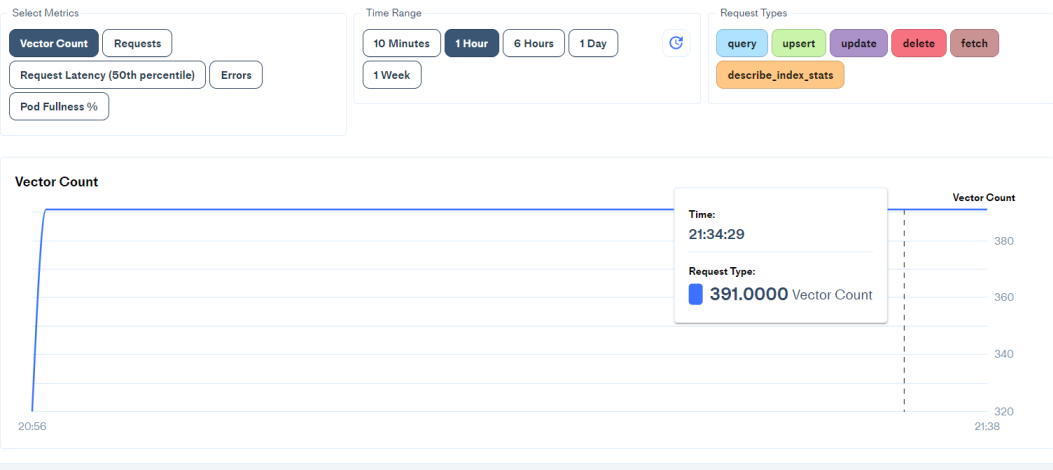 Select Metrics
Vector Count
Requests
Request Latency (50th percentile)
Errors
Pod Fullness %
Time Range
10 Minutes
1 Hour
6 Hours
1 Day
1 Week
Request Types
query
upsert
update
delete
fetch
describe_index_stats
Vector Count
Vector Count
Time:
21:34:29
Request Type:
391.0000 Vector Count
380
360
340
320
20:56
21:38